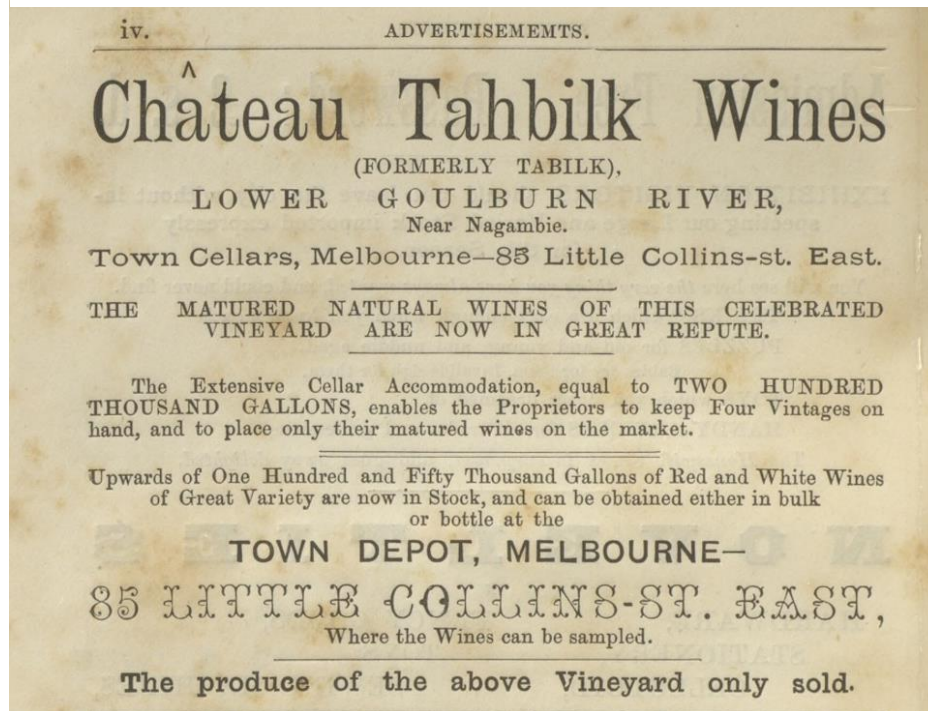 iv. ADVERTISEMEMTS.
Château Tahbilk Wines
(FORMERLY TABILK),
LOWER GOULBURN RIVER,
Near Nagambie.
Town Cellars, Melbourne—85 Little Collins-st. East.
THE MATURED NATURAL WINES OF THIS CELEBRATED
VINEYARD ARE NOW IN GREAT REPUTE.
The Extensive Cellar Accommodation, equal to TWO HUNDRED
THOUSAND GALLONS, enables the Proprietors to keep Four Vintages on
hand, and to place only their matured wines on the market.
Upwards of One Hundred and Fifty Thousand Gallons of Red and White Wines
of Great Variety are now in Stock, and can be obtained either in bulk
or bottle at the
TOWN DEPOT, MELBOURNE—
85 LITTLE COLLINS-ST. EAST,
Where the Wines can be sampled.
The produce of the above Vineyard only sold.